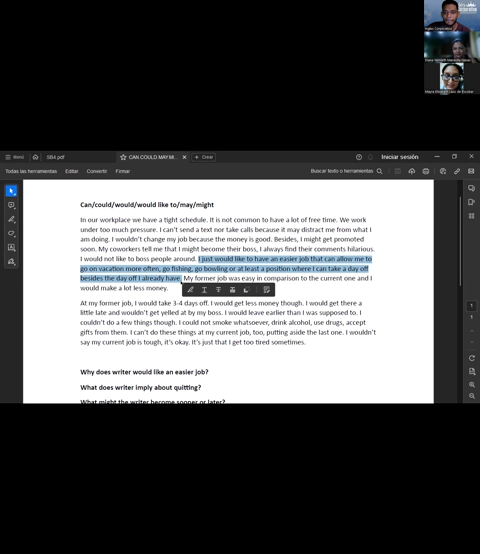 Menú
SB4.pdf
CAN COULD MAY MI...
Crear
Iniciar sesión
Todas las herramientas
Editar
Convertir
Firmar
Buscar texto o herramientas
Can/could/would/would like to/may/might
In our workplace we have a tight schedule. It is not common to have a lot of free time. We work
under too much pressure. I can't send a text nor take calls because it may distract me from what I
am doing. I wouldn't change my job because the money is good. Besides, I might get promoted
soon. My coworkers tell me that I might become their boss, I always find their comments hilarious.
I would not like to boss people around. I just would like to have an easier job that can allow me to
go on vacation more often, go fishing, go bowling or at least a position where I can take a day off
besides the day off I already have. My former job was easy in comparison to the current one and I
would make a lot less money.
At my former job, I would take 3-4 days off. I would get less money though. I would get there a
little late and wouldn't get yelled at by my boss. I would leave earlier than I was supposed to. I
couldn't do a few things though. I could not smoke whatsoever, drink alcohol, use drugs, accept
gifts from them. I can't do these things at my current job, too, putting aside the last one. I wouldn't
say my current job is tough, it's okay. It's just that I get too tired sometimes.
Why does writer would like an easier job?
What does writer imply about quitting?
What might the writer become sooner or later?
1
1